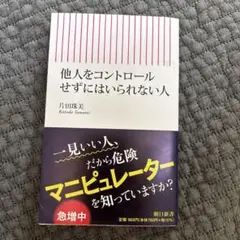 他人をコントロール
せずにはいられない人
片田珠美
Katada Tamami
一見いい人、
だから危険
マニピュレーター
を知っていますか?
急増中
朝日新書